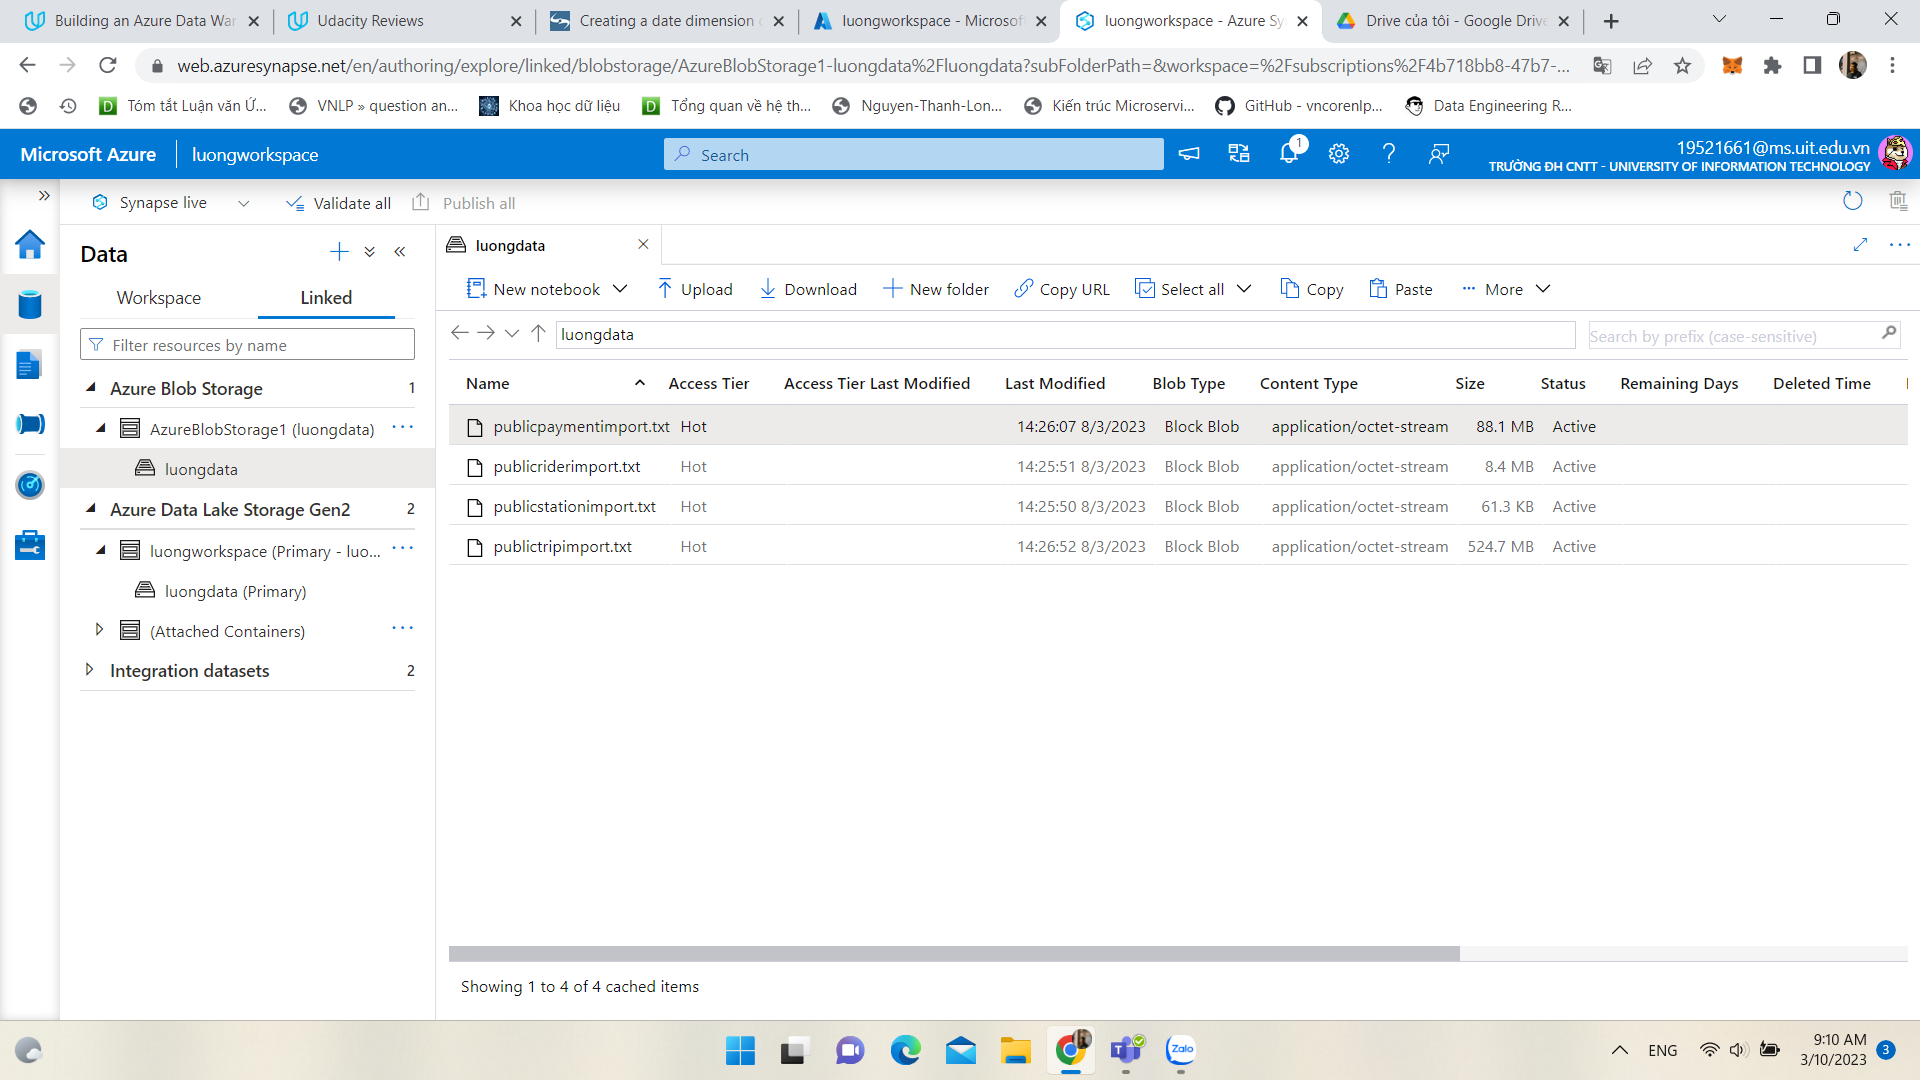 Building an Azure Data War
Udacity Reviews
Creating a date dimension
luongworkspace - Microsoft
luongworkspace - Azure Sy
Drive của tôi - Google Drive
web.azuresynapse.net/en/authoring/explore/linked/blobstorage/AzureBlobStorage1-luongdata%2Fluongdata?subFolderPath=&workspace=%2Fsubscriptions%2F4b718bb8-47b7-...
Tóm tắt Luận văn Ứ...
VNLP » question an...
Khoa học dữ liệu
Tổng quan về hệ th...
Nguyen-Thanh-Lon...
Kiến trúc Microservi...
GitHub - vncorenlp...
Data Engineering R...
Microsoft Azure
luongworkspace
Search
1
19521661@ms.uit.edu.vn
TRƯỜNG ĐH CNTT - UNIVERSITY OF INFORMATION TECHNOLOGY
Synapse live
Validate all
Publish all
Data
Workspace
Linked
Filter resources by name
Azure Blob Storage 1
AzureBlobStorage1 (luongdata) ...
luongdata
Azure Data Lake Storage Gen2 2
luongworkspace (Primary - luo... ...
luongdata (Primary)
(Attached Containers) ...
Integration datasets 2
luongdata
New notebook
Upload
Download
New folder
Copy URL
Select all
Copy
Paste
More
luongdata
Search by prefix (case-sensitive)
Name Access Tier Access Tier Last Modified Last Modified Blob Type Content Type Size Status Remaining Days Deleted Time
publicpaymentimport.txt Hot 14:26:07 8/3/2023 Block Blob application/octet-stream 88.1 MB Active
publicriderimport.txt Hot 14:25:51 8/3/2023 Block Blob application/octet-stream 8.4 MB Active
publicstationimport.txt Hot 14:25:50 8/3/2023 Block Blob application/octet-stream 61.3 KB Active
publictripimport.txt Hot 14:26:52 8/3/2023 Block Blob application/octet-stream 524.7 MB Active
Showing 1 to 4 of 4 cached items
Zalo
ENG
9:10 AM
3/10/2023
3